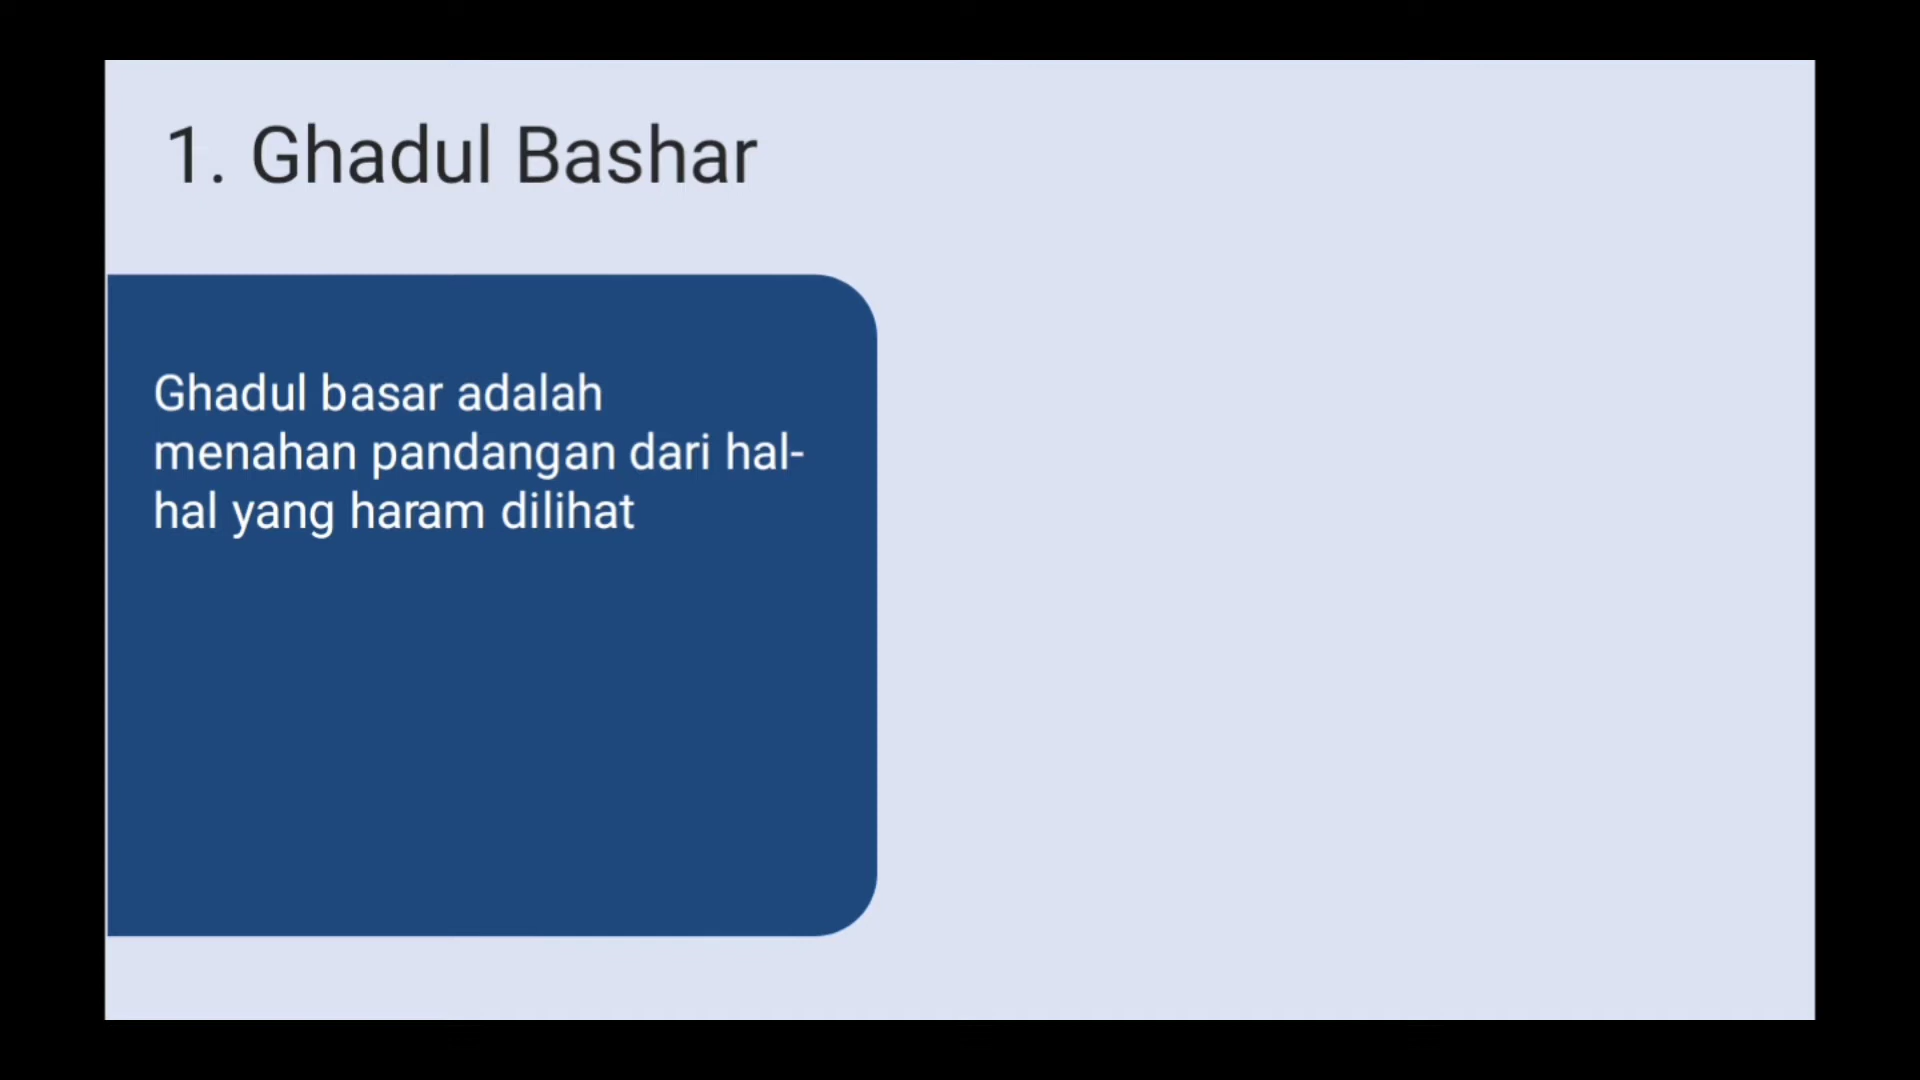 1. Ghadul Bashar
Ghadul basar adalah
menahan pandangan dari hal-
hal yang haram dilihat